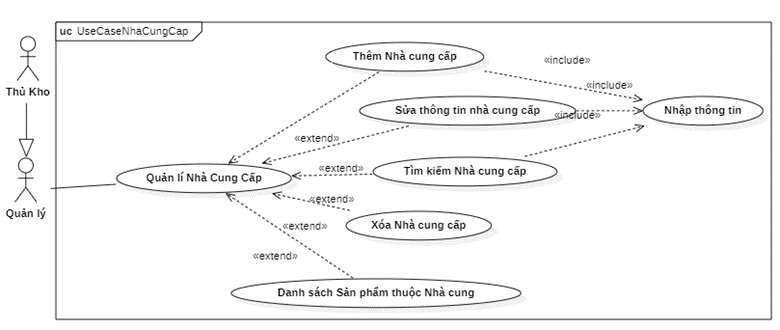 uc UseCaseNhaCungCap
Thủ Kho
Quản lý
Thêm Nhà cung cấp
«include»
«include»
Sửa thông tin nhà cung cấp
«include»
Nhập thông tin
«extend»
Quản lí Nhà Cung Cấp
«extend»
Tìm kiếm Nhà cung cấp
«extend»
Xóa Nhà cung cấp
«extend»
«extend»
Danh sách Sản phẩm thuộc Nhà cung